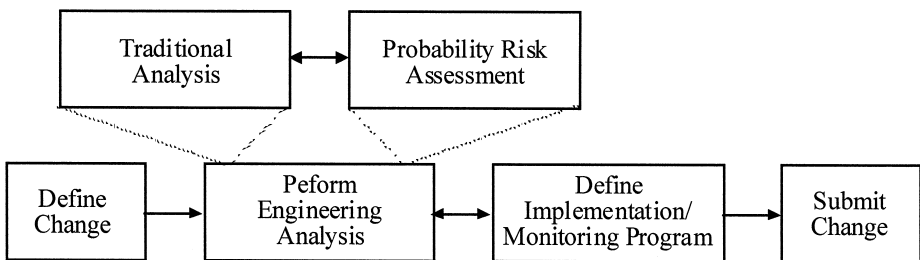 Traditional
Analysis
Probability Risk
Assessment
Define
Change
Peform
Engineering
Analysis
Define
Implementation/
Monitoring Program
Submit
Change